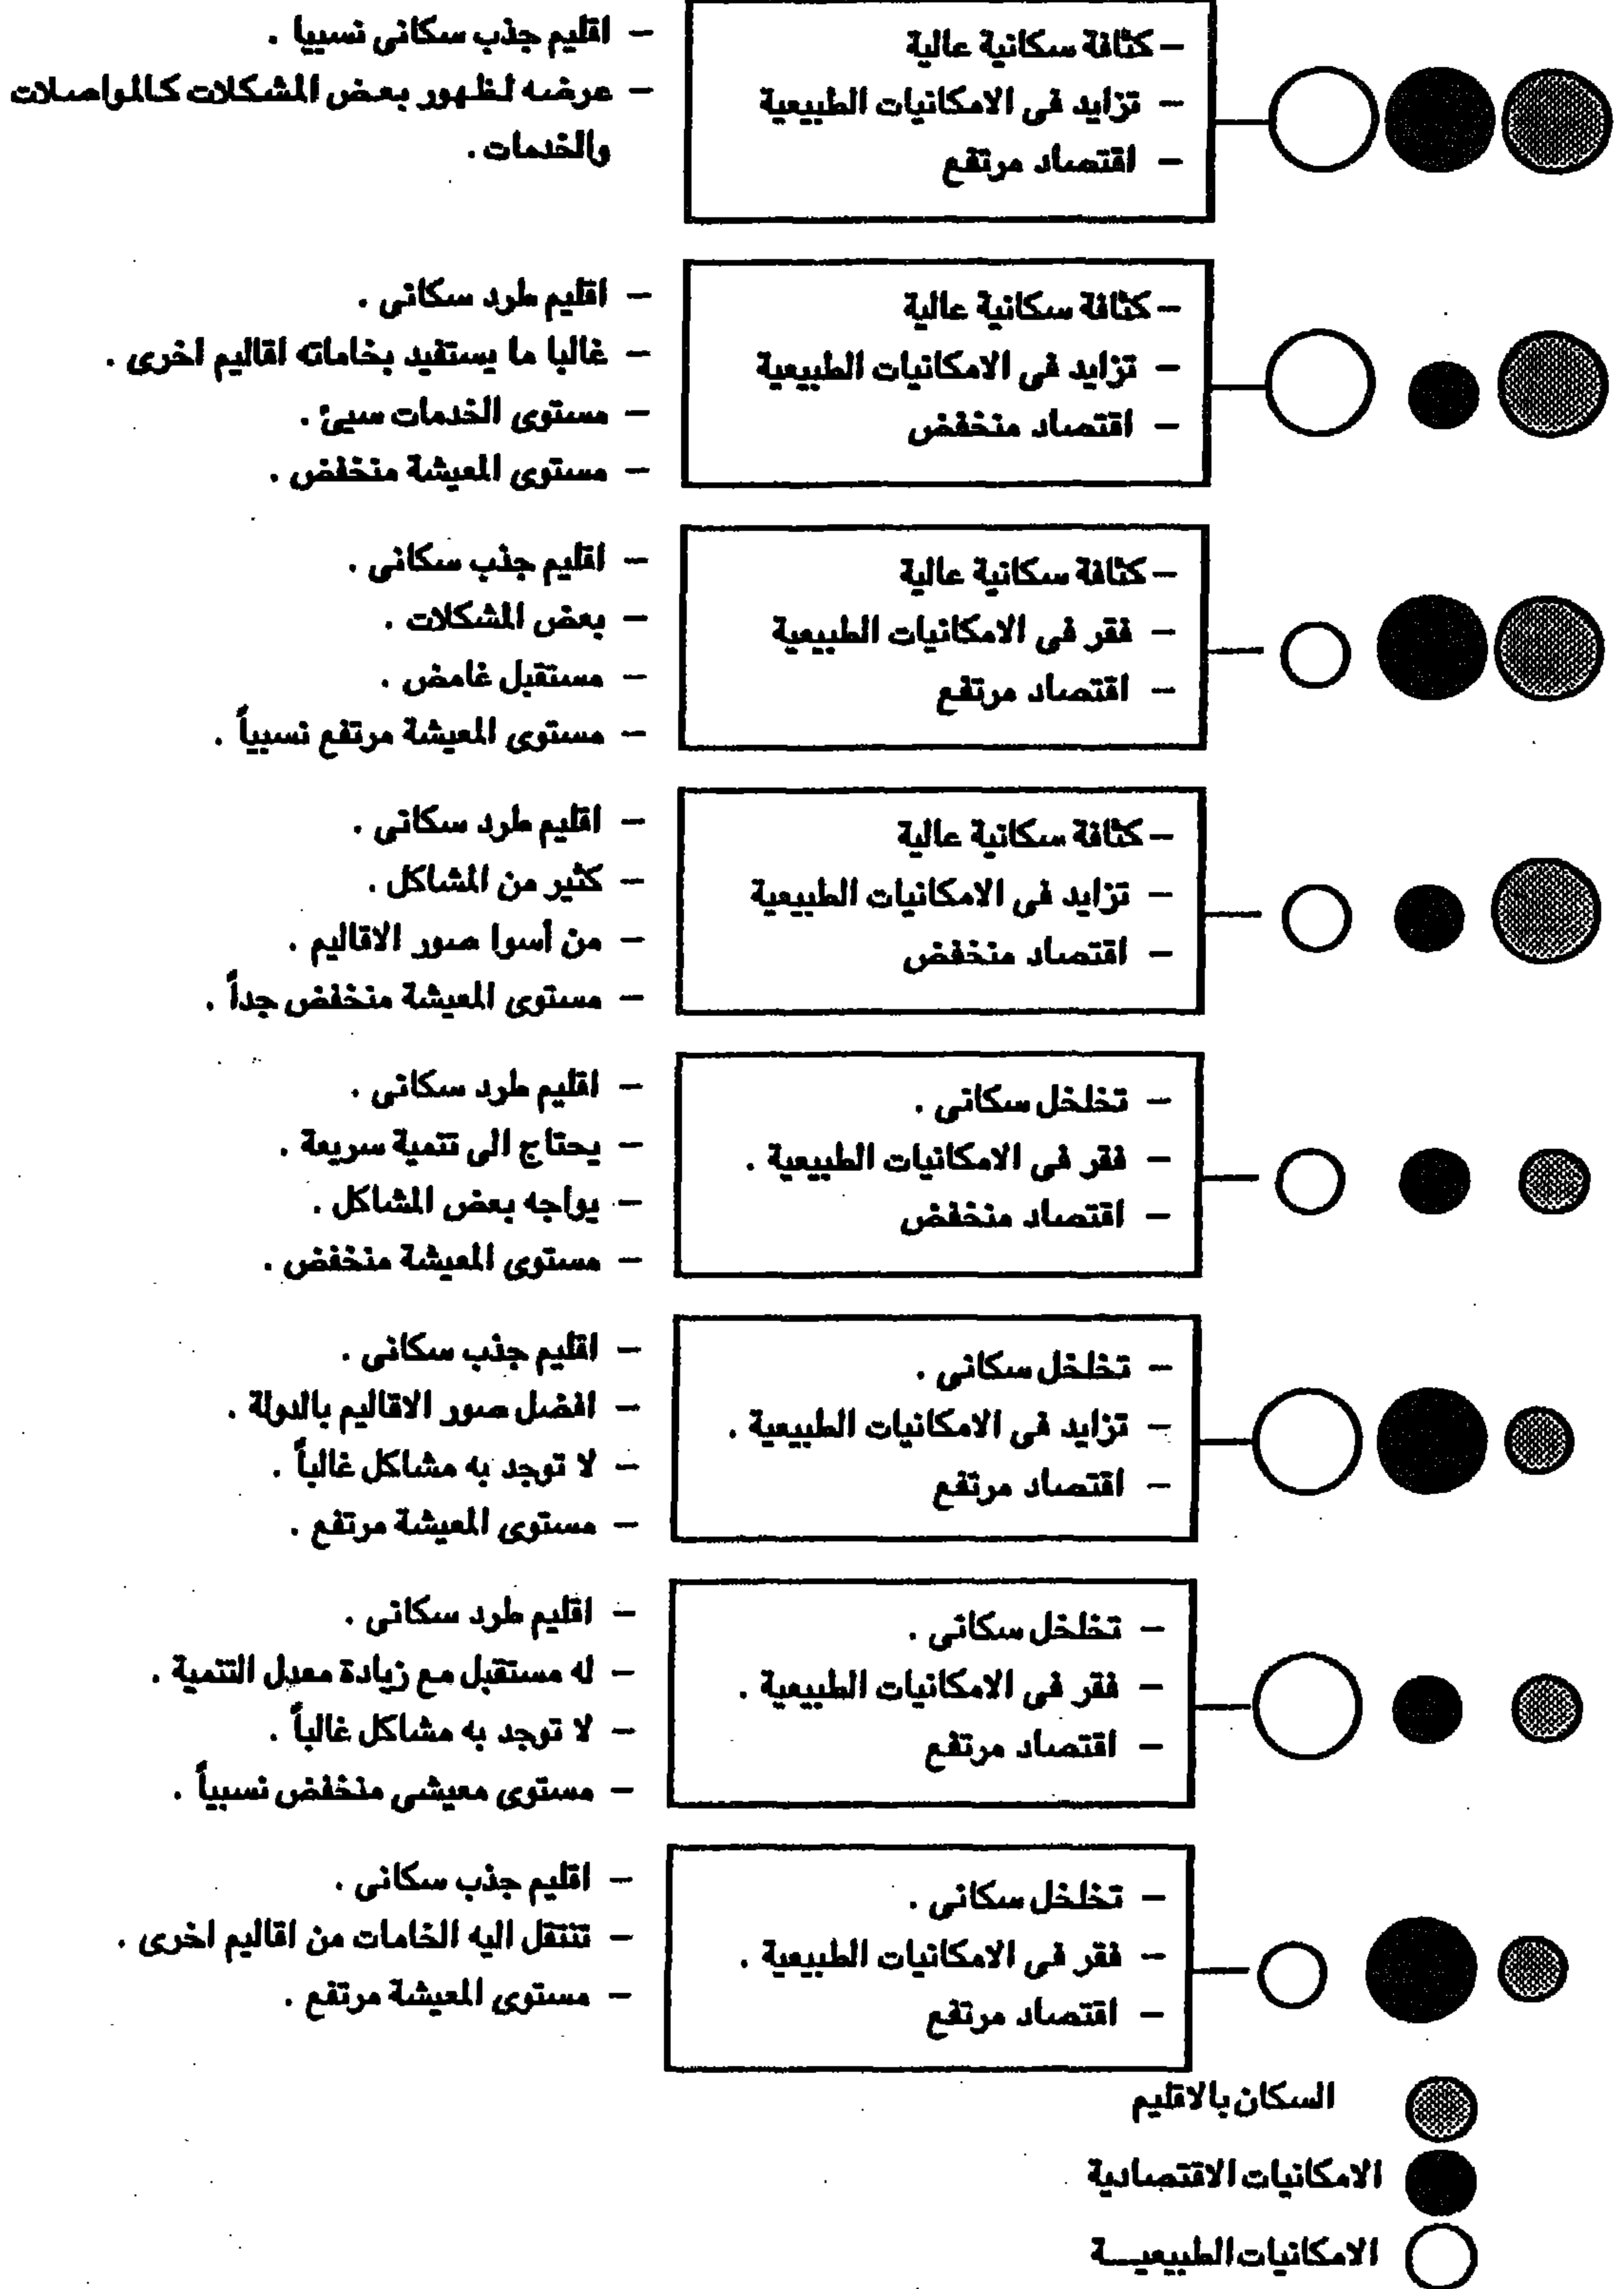 – كثافة سكانية عالية
– تزايد فى الامكانيات الطبيعية
– اقتصاد مرتفع
– اقليم جذب سكانى نسبيا .
– عرضه لظهور بعض المشكلات كالمواصلات
والخدمات .
– كثافة سكانية عالية
– تزايد فى الامكانيات الطبيعية
– اقتصاد منخفض
– اقليم طرد سكانى .
– غالبا ما يستفيد بخاماته اقاليم اخرى .
– مستوى الخدمات سيئ .
– مستوى المعيشة منخفض .
– كثافة سكانية عالية
– فقر فى الامكانيات الطبيعية
– اقتصاد مرتفع
– اقليم جذب سكانى .
– بعض المشكلات .
– مستقبل غامض .
– مستوى المعيشة مرتفع نسبياً .
– كثافة سكانية عالية
– تزايد فى الامكانيات الطبيعية
– اقتصاد منخفض
– اقليم طرد سكانى .
– كثير من المشاكل .
– من أسوا صور الاقاليم .
– مستوى المعيشة منخفض جداً .
– تخلخل سكانى .
– فقر فى الامكانيات الطبيعية .
– اقتصاد منخفض
– اقليم طرد سكانى .
– يحتاج الى تنمية سريعة .
– يواجه بعض المشاكل .
– مستوى المعيشة منخفض .
– تخلخل سكانى .
– تزايد فى الامكانيات الطبيعية .
– اقتصاد مرتفع
– اقليم جذب سكانى .
– افضل صور الاقاليم بالدولة .
– لا توجد به مشاكل غالباً .
– مستوى المعيشة مرتفع .
– تخلخل سكانى .
– فقر فى الامكانيات الطبيعية .
– اقتصاد مرتفع
– اقليم طرد سكانى .
– له مستقبل مع زيادة معدل التنمية .
– لا توجد به مشاكل غالباً .
– مستوى معيشى منخفض نسبياً .
– تخلخل سكانى .
– فقر فى الامكانيات الطبيعية .
– اقتصاد مرتفع
– اقليم جذب سكانى .
– تنتقل اليه الخامات من اقاليم اخرى .
– مستوى المعيشة مرتفع .
السكان بالاقليم
الامكانيات الاقتصادية
الامكانيات الطبيعيــة